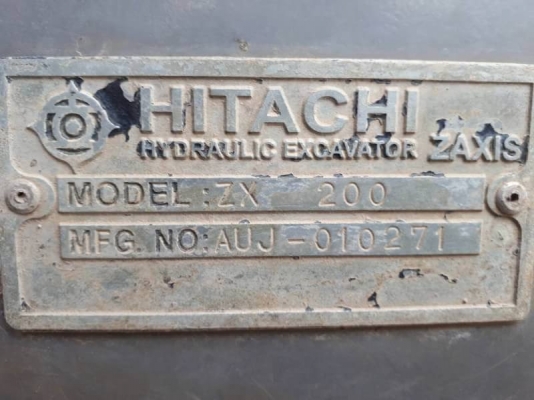 HITACHI
HYDRAULIC EXCAVATOR ZAXIS
MODEL: ZX 200
MFG. NO: AUJ-010271